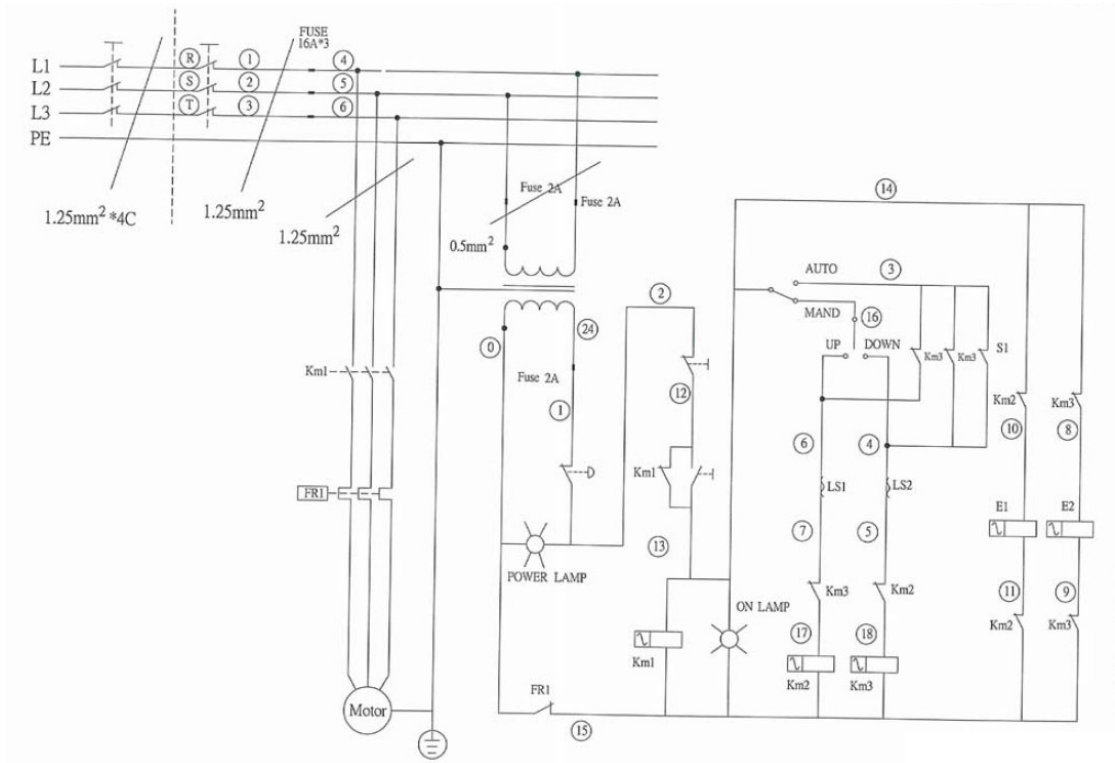 FUSE
16A*3
L1 R 1 4
L2 S 2 5
L3 T 3 6
PE
1.25mm² *4C
1.25mm²
1.25mm²
Fuse 2A
Fuse 2A
0.5mm²
14
AUTO 3
MAND 16
UP DOWN
Km3 Km3 S1
2
0 24
Fuse 2A
12
1
Km1
Km2 Km3
10 8
6 4
Km1
LS1 LS2
FR1
E1 E2
13 7 5
POWER LAMP
Km3 Km2
11 9
ON LAMP
17 18
Km2 Km3
Km1
Km2 Km3
FR1
Motor
15